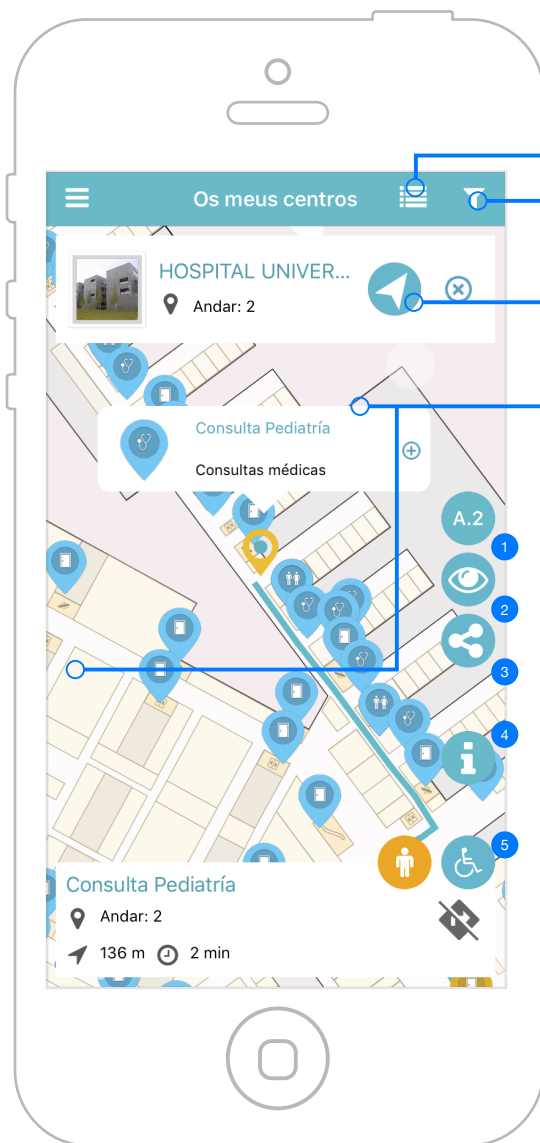 Os meus centros
HOSPITAL UNIVER...
Andar: 2
Consulta Pediatría
Consultas médicas
A.2
1
2
3
4
5
Consulta Pediatría
Andar: 2
136 m 2 min